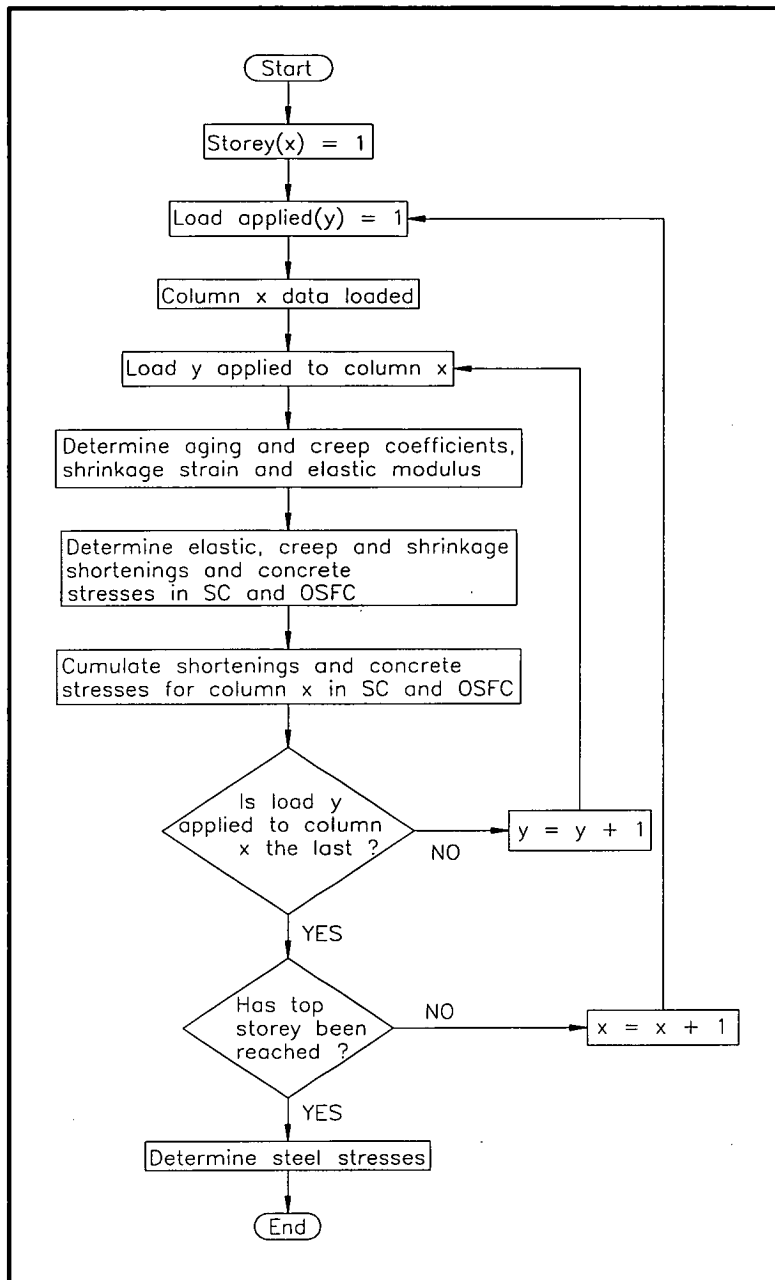 Start
Storey(x) = 1
Load applied(y) = 1
Column x data loaded
Load y applied to column x
Determine aging and creep coefficients,
shrinkage strain and elastic modulus
Determine elastic, creep and shrinkage
shortenings and concrete
stresses in SC and OSFC
Cumulate shortenings and concrete
stresses for column x in SC and OSFC
Is load y
applied to column
x the last ?
NO
y = y + 1
YES
Has top
storey been
reached ?
NO
x = x + 1
YES
Determine steel stresses
End